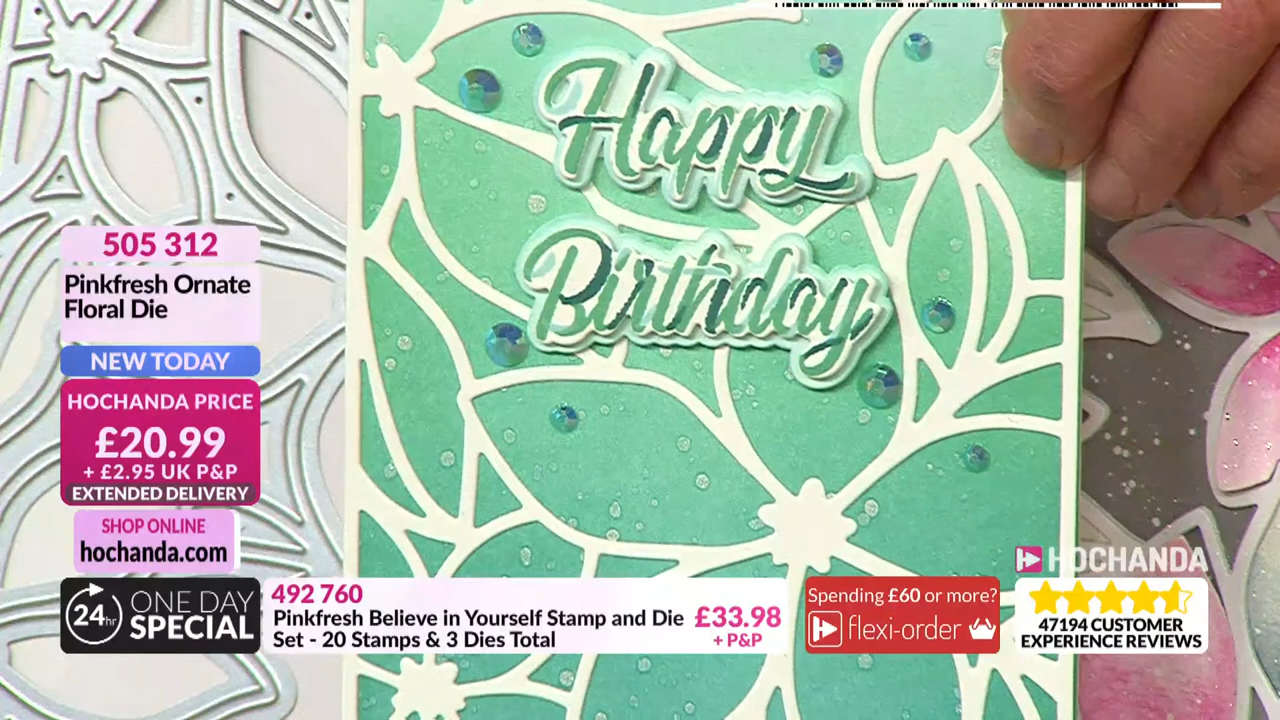 Happy
Birthday
505 312
Pinkfresh Ornate
Floral Die
NEW TODAY
HOCHANDA PRICE
£20.99
+ £2.95 UK P&P
EXTENDED DELIVERY
SHOP ONLINE
hochanda.com
HOCHANDA
24hr ONE DAY
SPECIAL
492 760
Pinkfresh Believe in Yourself Stamp and Die
Set - 20 Stamps & 3 Dies Total
£33.98
+ P&P
Spending £60 or more?
flexi-order
47194 CUSTOMER
EXPERIENCE REVIEWS